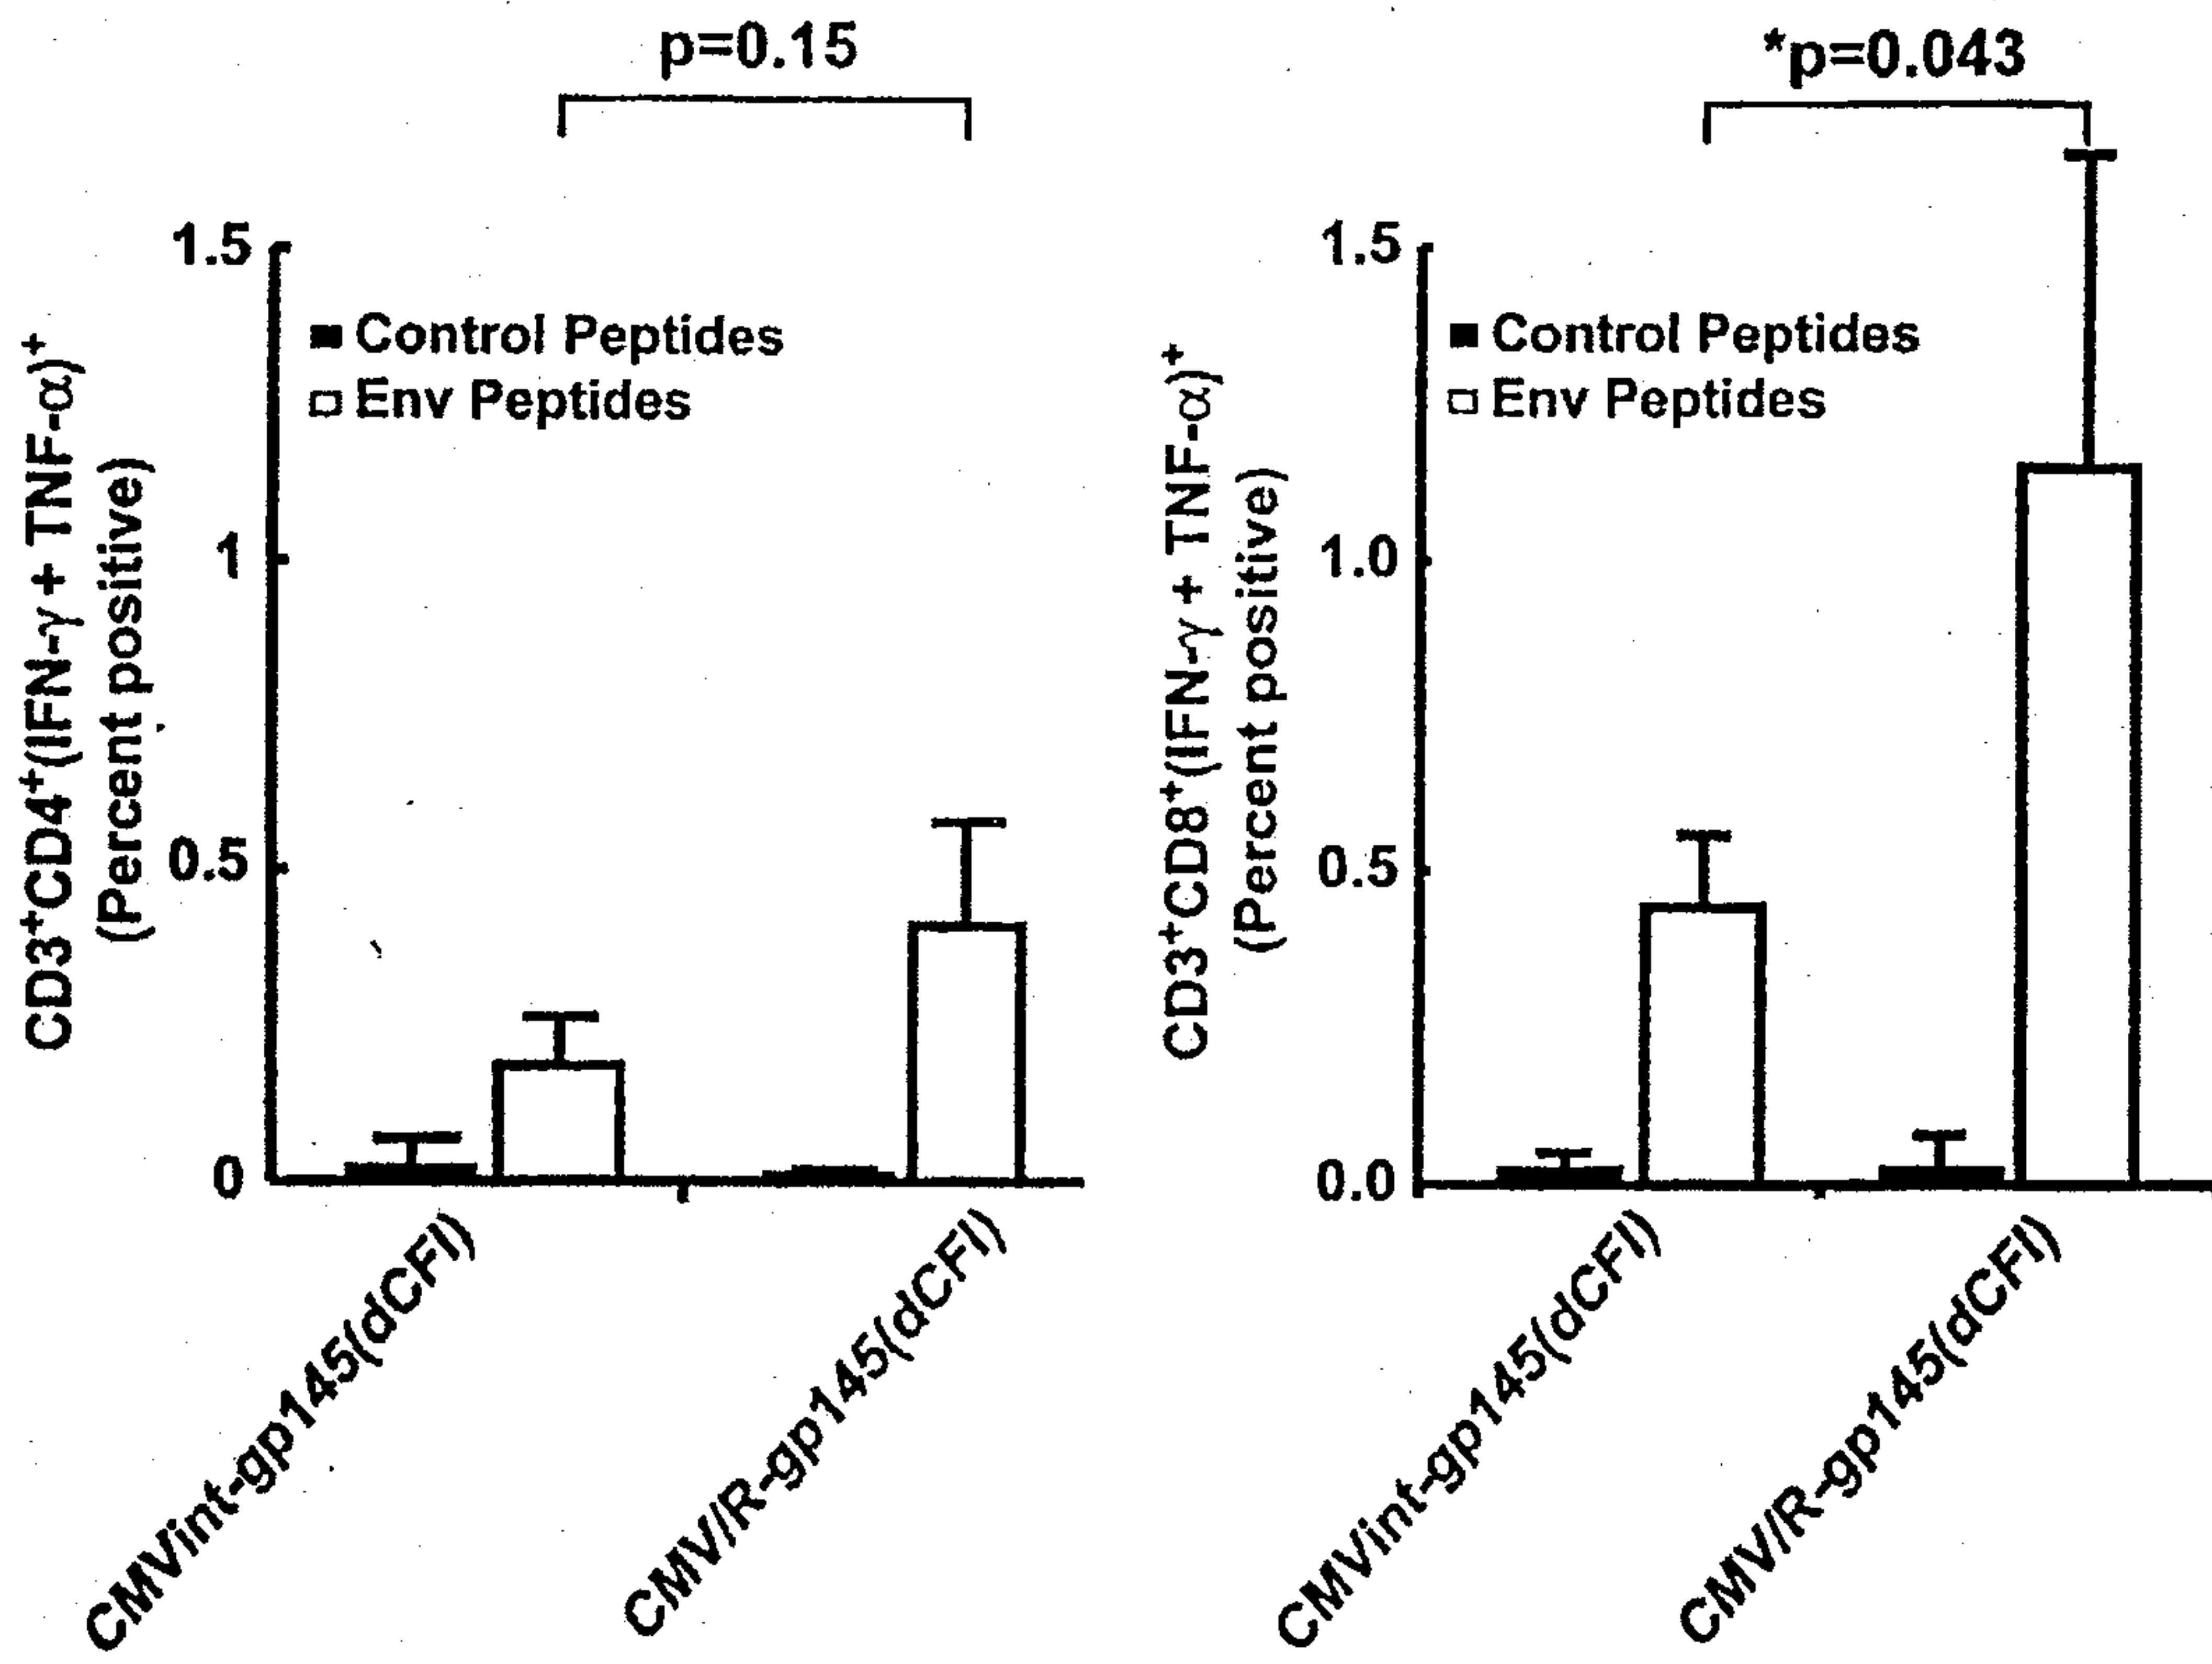 p=0.15
CD3+CD4+(IFN-γ + TNF-α)+
(Percent positive)
1.5
1
0.5
0
Control Peptides
Env Peptides
CMVint-gp145(dCFI)
CMV/R-gp145(dCFI)
*p=0.043
CD3+CD8+(IFN-γ + TNF-α)+
(Percent positive)
1.5
1.0
0.5
0.0
Control Peptides
Env Peptides
CMVint-gp145(dCFI)
CMV/R-gp145(dCFI)